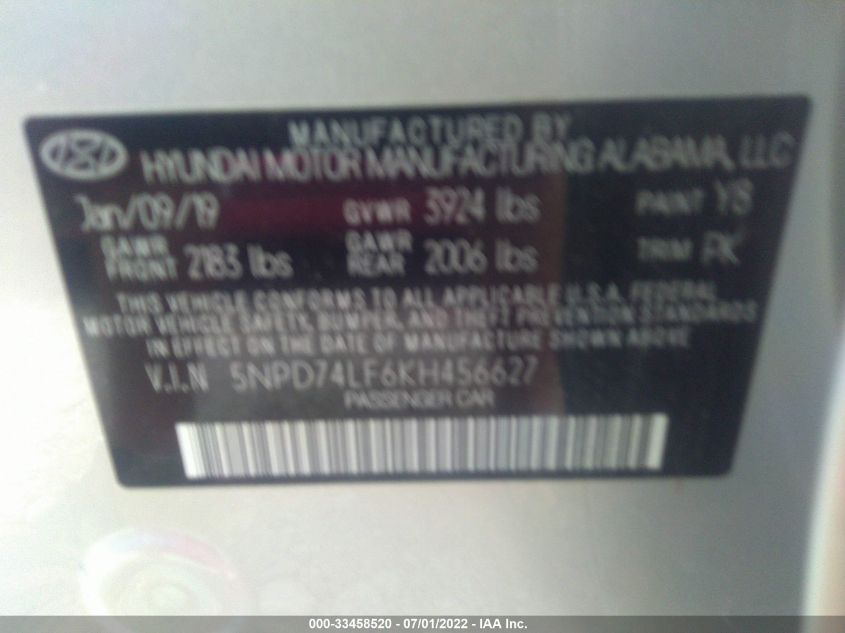 MANUFACTURED BY
HYUNDAI MOTOR MANUFACTURING ALABAMA, LLC
Jan/09/19 GVWR 3924 lbs PAINT Y8
GAWR FRONT 2183 lbs GAWR REAR 2006 lbs TRIM PK
THIS VEHICLE CONFORMS TO ALL APPLICABLE U.S.A. FEDERAL
MOTOR VEHICLE SAFETY, BUMPER, AND THEFT PREVENTION STANDARDS
IN EFFECT ON THE DATE OF MANUFACTURE SHOWN ABOVE
V.I.N 5NPD74LF6KH456627
PASSENGER CAR
000-33458520 - 07/01/2022 - IAA Inc.